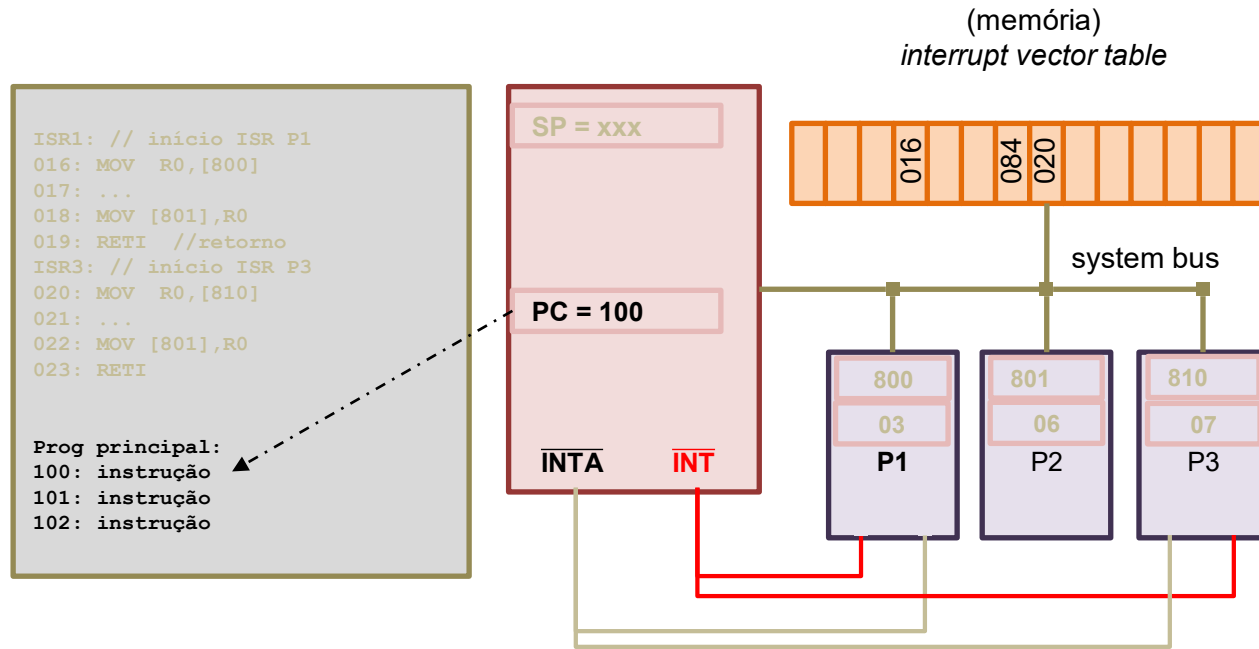 (memória)
interrupt vector table
ISR1: // início ISR P1
016: MOV  R0,[800]
017: ...
018: MOV [801],R0
019: RETI  //retorno
ISR3: // início ISR P3
020: MOV  R0,[810]
021: ...
022: MOV [801],R0
023: RETI
Prog principal:
100: instrução
101: instrução
102: instrução
SP = xxx
PC = 100
INTA
INT
016
084
020
system bus
800
03
P1
801
06
P2
810
07
P3